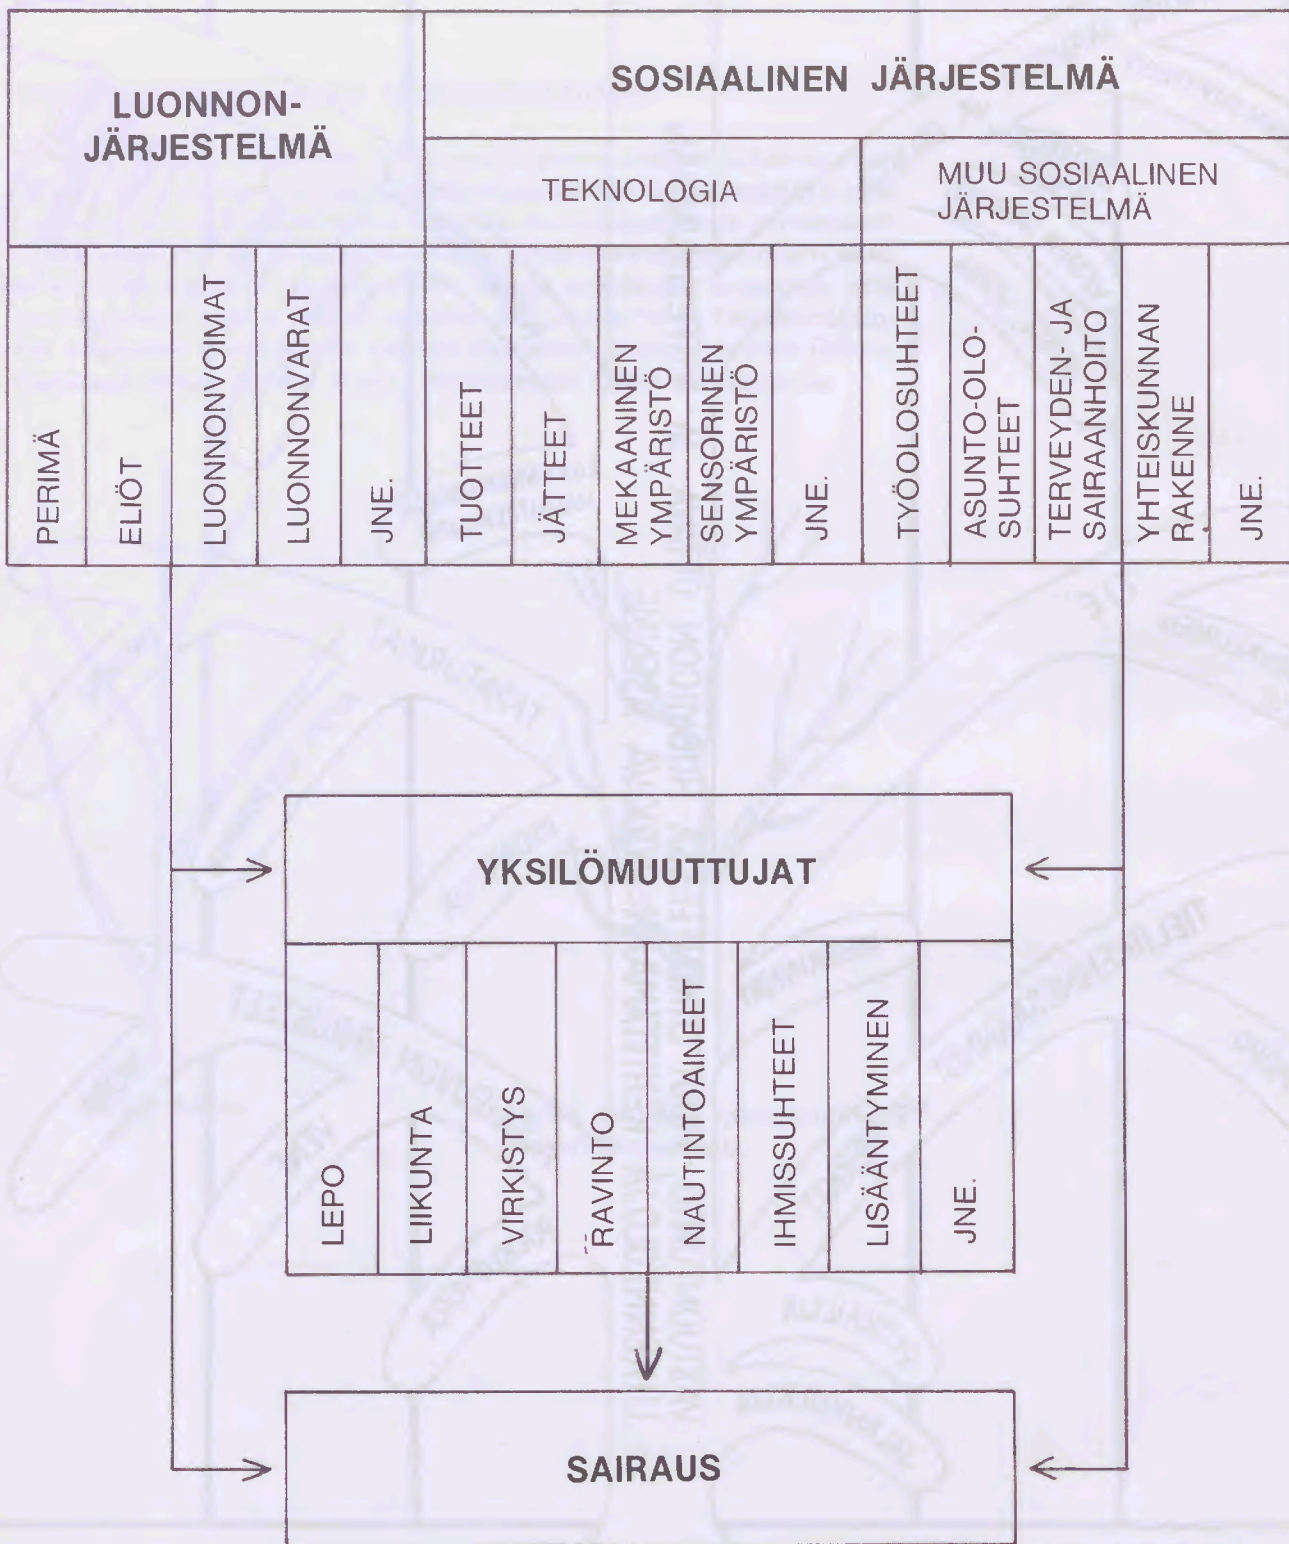 LUONNON-
JÄRJESTELMÄ
SOSIAALINEN JÄRJESTELMÄ
TEKNOLOGIA
MUU SOSIAALINEN
JÄRJESTELMÄ
PERIMÄ
ELIÖT
LUONNONVOIMAT
LUONNONVARAT
JNE.
TUOTTEET
JÄTTEET
MEKAANINEN
YMPÄRISTÖ
SENSORINEN
YMPÄRISTÖ
JNE.
TYÖOLOSUHTEET
ASUNTO-OLO-
SUHTEET
TERVEYDEN- JA
SAIRAANHOITO
YHTEISKUNNAN
RAKENNE
JNE.
YKSILÖMUUTTUJAT
LEPO
LIIKUNTA
VIRKISTYS
RAVINTO
NAUTINTOAINEET
IHMISSUHTEET
LISÄÄNTYMINEN
JNE.
SAIRAUS